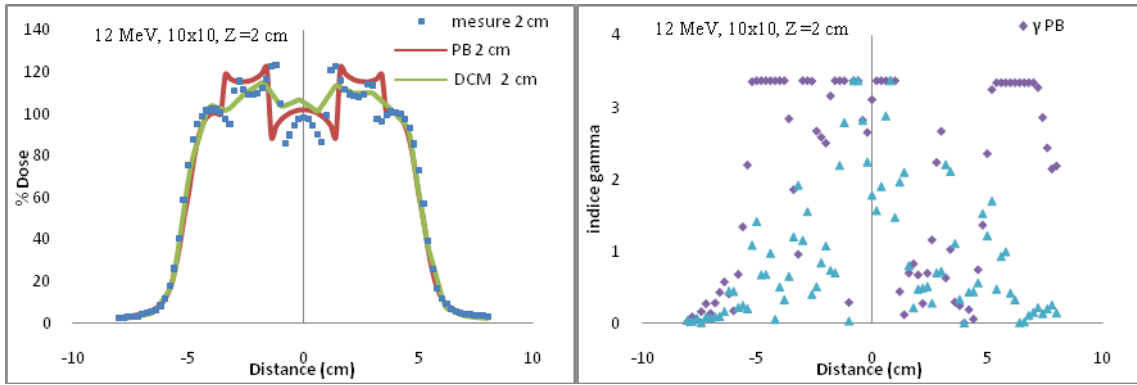 12 MeV, 10x10, Z =2 cm
mesure 2 cm
PB 2 cm
DCM 2 cm
140
120
100
80
60
40
20
0
% Dose
-10
-5
0
5
10
Distance (cm)
12 MeV, 10x10, Z=2 cm
γ PB
4
3
2
1
0
indice gamma
-10
-5
0
5
10
Distance (cm)